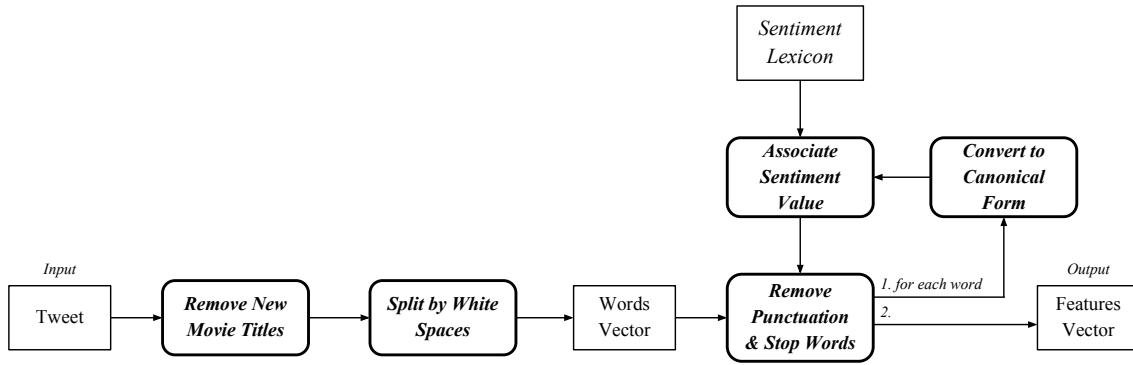 Sentiment
Lexicon
Associate
Sentiment
Value
Convert to
Canonical
Form
Input
Tweet
Remove New
Movie Titles
Split by White
Spaces
Words
Vector
Remove
Punctuation
& Stop Words
1. for each word
2.
Output
Features
Vector